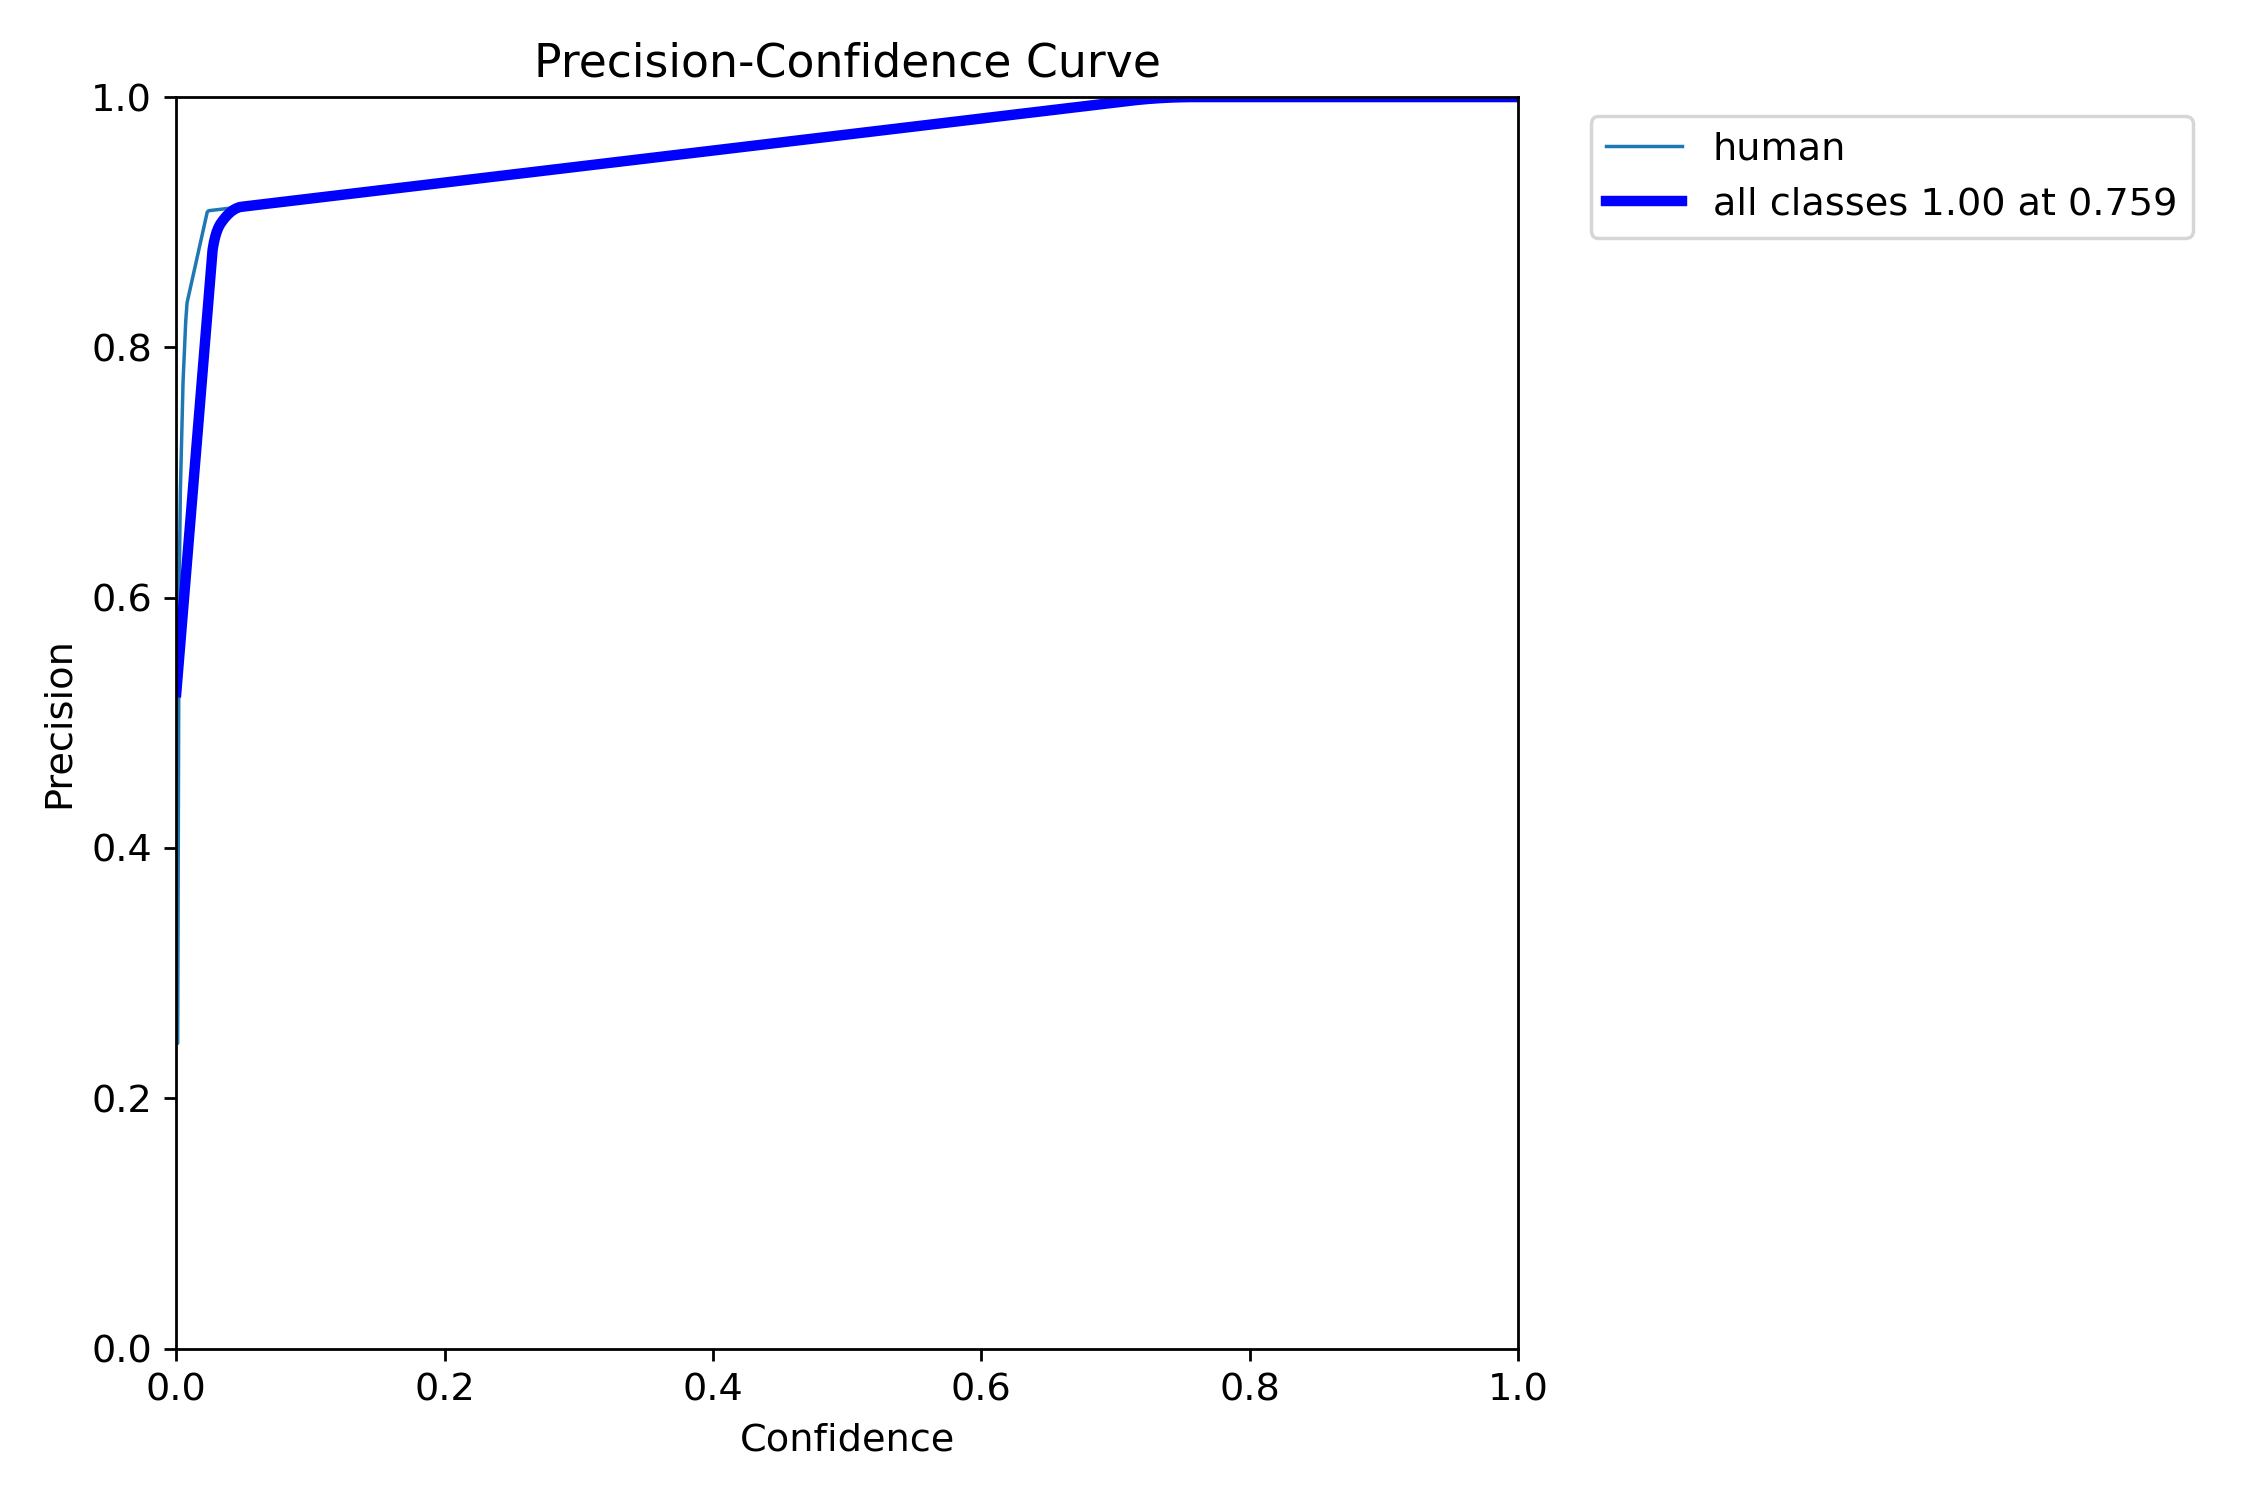 Precision-Confidence Curve
1.0
0.8
0.6
0.4
0.2
0.0
Precision
0.0 0.2 0.4 0.6 0.8 1.0
Confidence
human
all classes 1.00 at 0.759